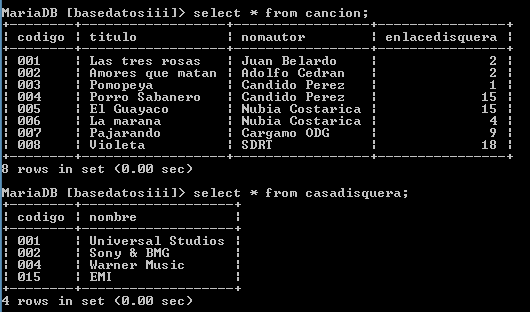 MariaDB [basedatosiii]> select * from cancion;
+--------+------------------+------------------+----------------+
| codigo | titulo | nomautor | enlacedisquera |
+--------+------------------+------------------+----------------+
| 001 | Las tres rosas | Juan Belardo | 2 |
| 002 | Amores que matan | Adolfo Cedran | 2 |
| 003 | Pomopeya | Candido Perez | 1 |
| 004 | Porro Sabanero | Candido Perez | 15 |
| 005 | El Guayaco | Nubia Costarica | 15 |
| 006 | La marana | Nubia Costarica | 4 |
| 007 | Pajarando | Cargamo ODG | 9 |
| 008 | Violeta | SDRT | 18 |
+--------+------------------+------------------+----------------+
8 rows in set (0.00 sec)
MariaDB [basedatosiii]> select * from casadisquera;
+--------+-------------------+
| codigo | nombre |
+--------+-------------------+
| 001 | Universal Studios |
| 002 | Sony & BMG |
| 004 | Warner Music |
| 015 | EMI |
+--------+-------------------+
4 rows in set (0.00 sec)